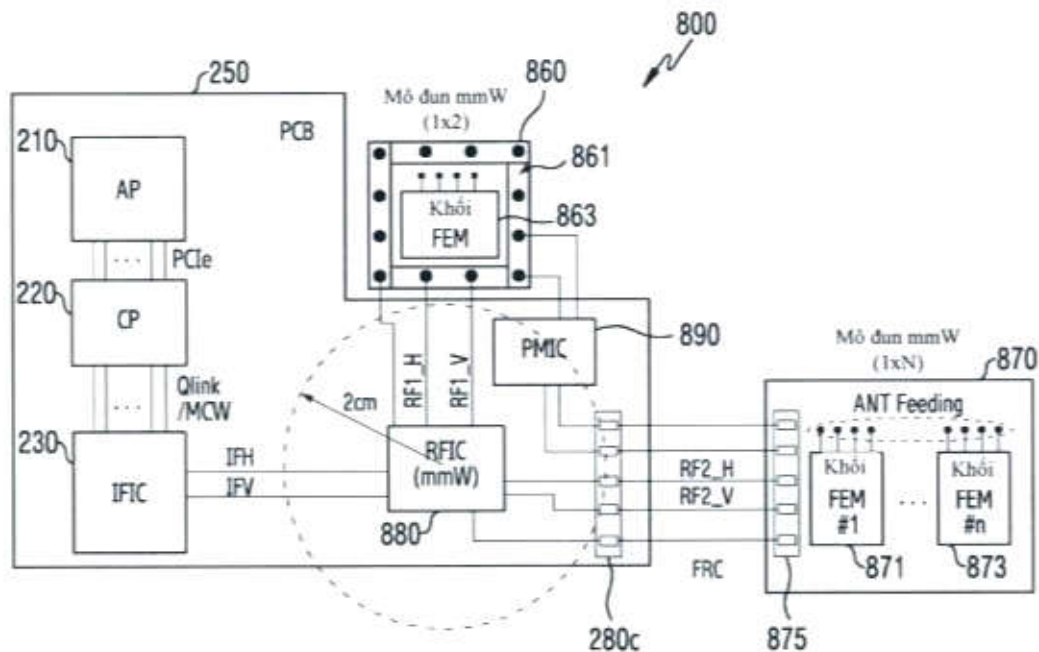 800
250
860
Mô đun mmW
(1x2)
PCB
210
861
AP
Khối
FEM
863
PCIe
220
CP
890
PMIC
Mô đun mmW
(1xN)
870
RF1_H
RF1_V
Qlink
/MCW
2cm
ANT Feeding
230
RFIC
(mmW)
IFH
IFV
IFIC
RF2_H
RF2_V
Khối
FEM
#1
...
Khối
FEM
#n
880
871
873
FRC
280c
875